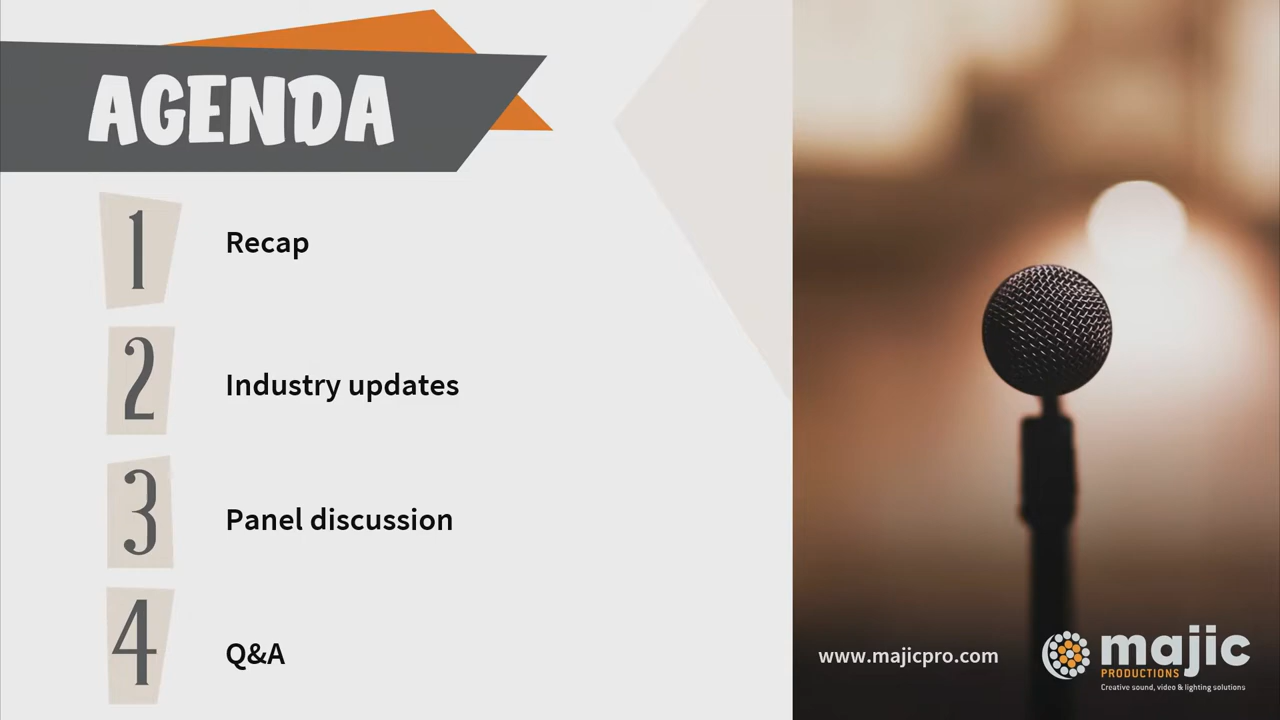 AGENDA
1
Recap
2
Industry updates
3
Panel discussion
4
Q&A
www.majicpro.com
majic
PRODUCTIONS
Creative sound, video & lighting solutions